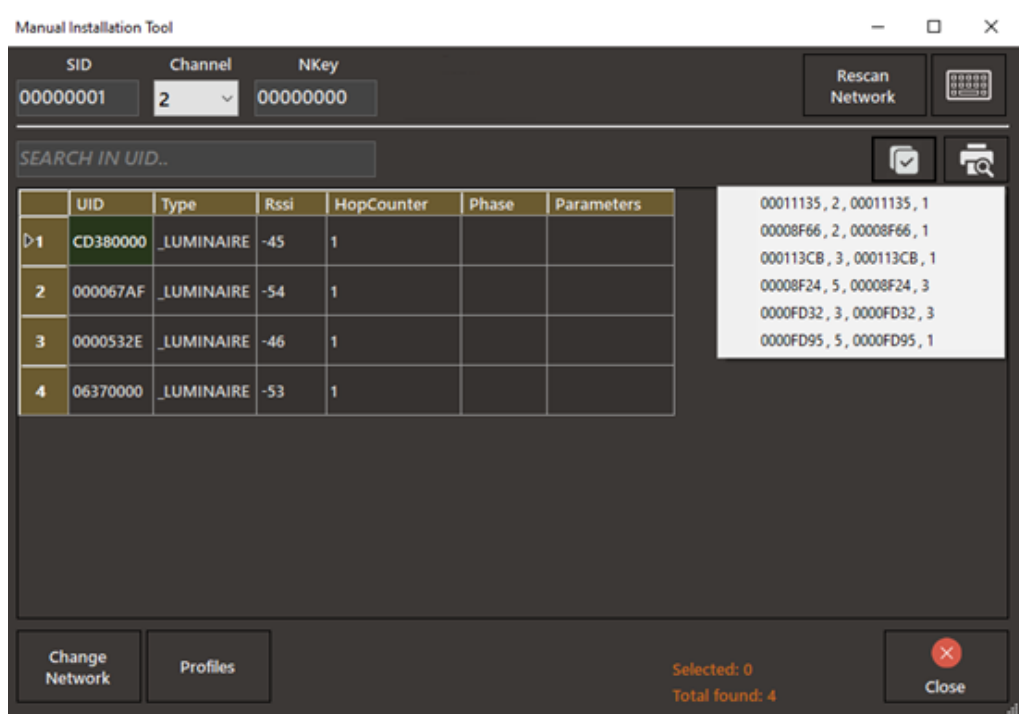 Manual Installation Tool
SID Channel NKey
00000001 2 00000000
Rescan
Network
SEARCH IN UID..
UID Type Rssi HopCounter Phase Parameters
1 CD380000 _LUMINAIRE -45 1
2 000067AF _LUMINAIRE -54 1
3 0000532E _LUMINAIRE -46 1
4 06370000 _LUMINAIRE -53 1
00011135 , 2 , 00011135 , 1
00008F66 , 2 , 00008F66 , 1
000113CB , 3 , 000113CB , 1
00008F24 , 5 , 00008F24 , 3
0000FD32 , 3 , 0000FD32 , 3
0000FD95 , 5 , 0000FD95 , 1
Change
Network
Profiles
Selected: 0
Total found: 4
Close